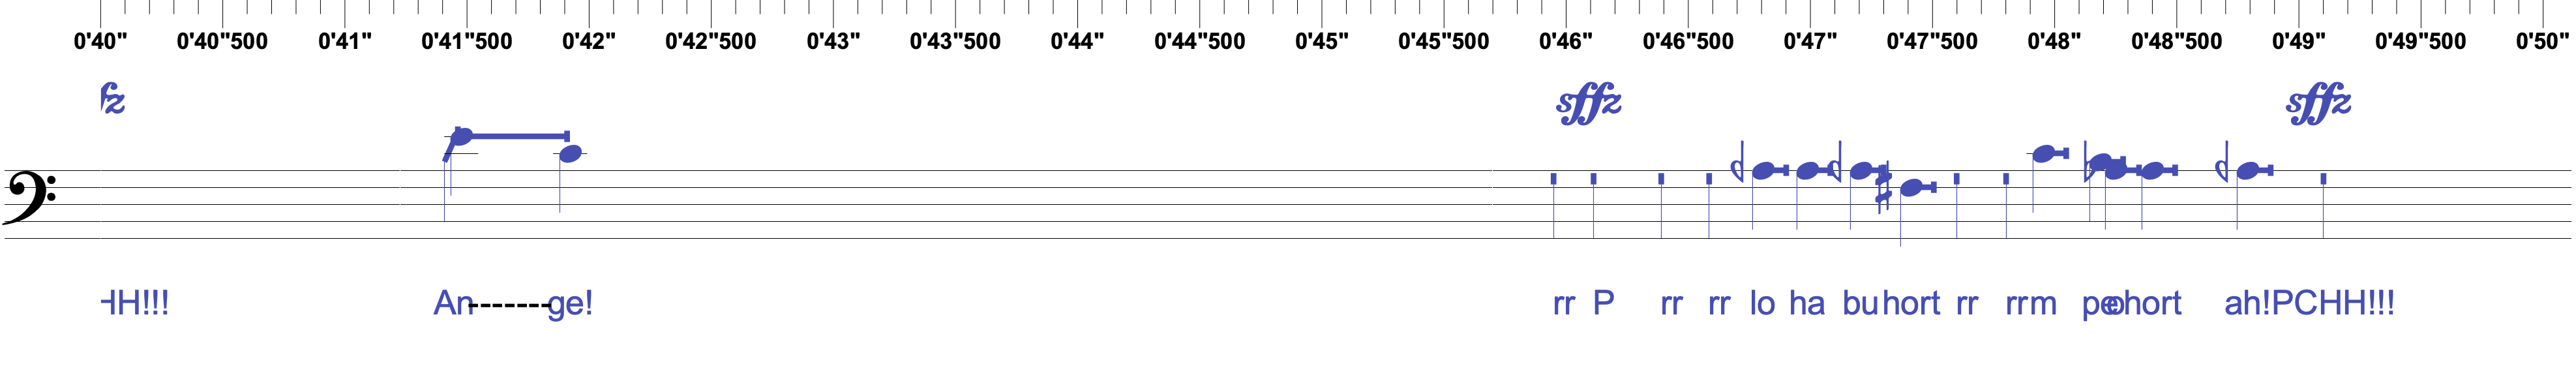 0'40" 0'40"500 0'41" 0'41"500 0'42" 0'42"500 0'43" 0'43"500 0'44" 0'44"500 0'45" 0'45"500 0'46" 0'46"500 0'47" 0'47"500 0'48" 0'48"500 0'49" 0'49"500 0'50"
fz sffz sffz
HH!!! An-------ge! rr P rr rr lo ha bu hort rr rrm pe hort ah!PCHH!!!